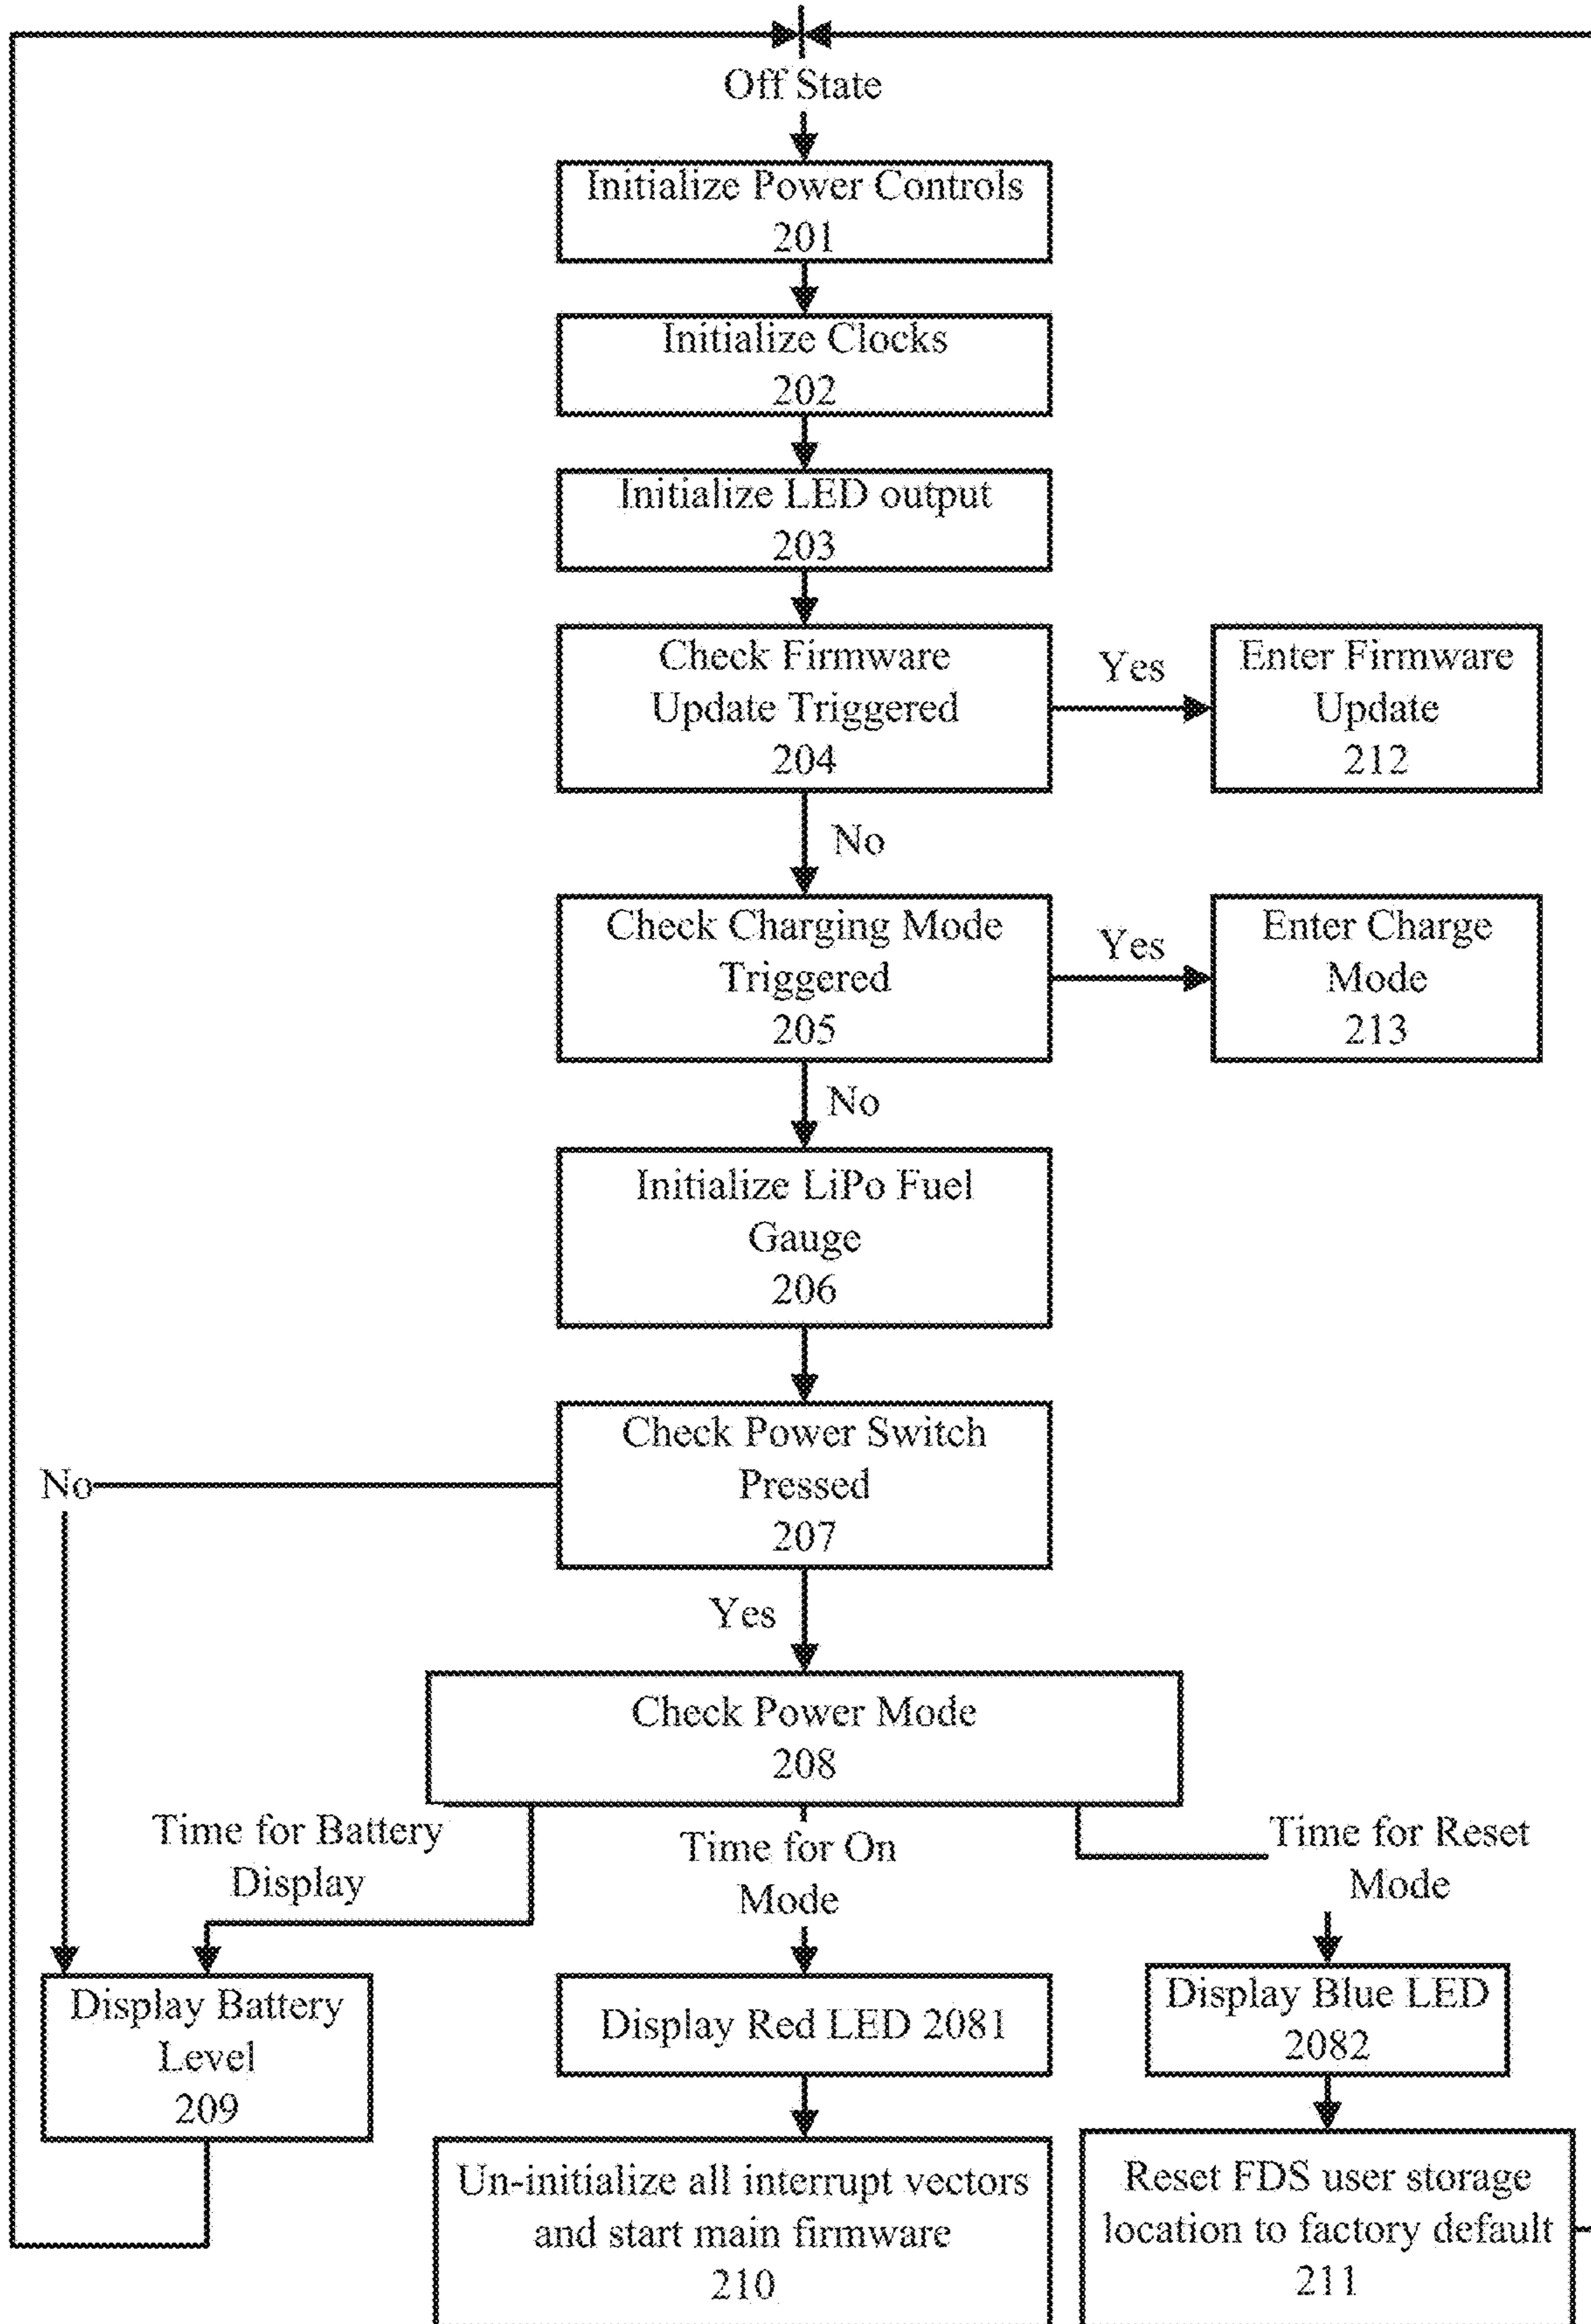 Off State
Initialize Power Controls
201
Initialize Clocks
202
Initialize LED output
203
Check Firmware
Update Triggered
204
Yes
Enter Firmware
Update
212
No
Check Charging Mode
Triggered
205
Yes
Enter Charge
Mode
213
No
Initialize LiPo Fuel
Gauge
206
Check Power Switch
Pressed
207
No
Yes
Check Power Mode
208
Time for Battery
Display
Time for On
Mode
Time for Reset
Mode
Display Battery
Level
209
Display Red LED 2081
Display Blue LED
2082
Un-initialize all interrupt vectors
and start main firmware
210
Reset FDS user storage
location to factory default
211